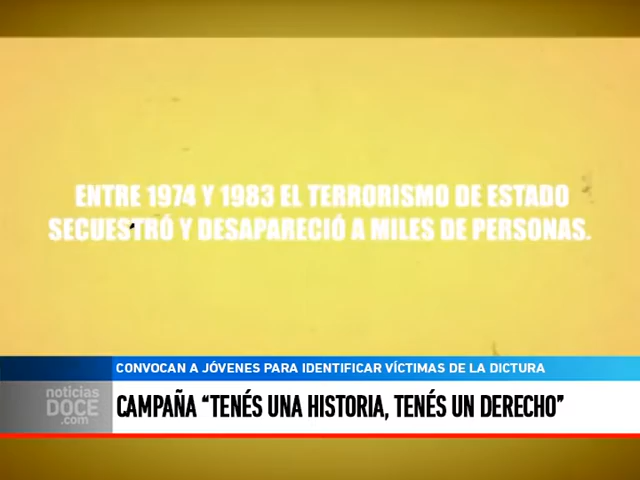 ENTRE 1974 Y 1983 EL TERRORISMO DE ESTADO
SECUESTRÓ Y DESAPARECIÓ A MILES DE PERSONAS.
CONVOCAN A JÓVENES PARA IDENTIFICAR VÍCTIMAS DE LA DICTURA
noticias
DOCE
.com
CAMPAÑA “TENÉS UNA HISTORIA, TENÉS UN DERECHO”